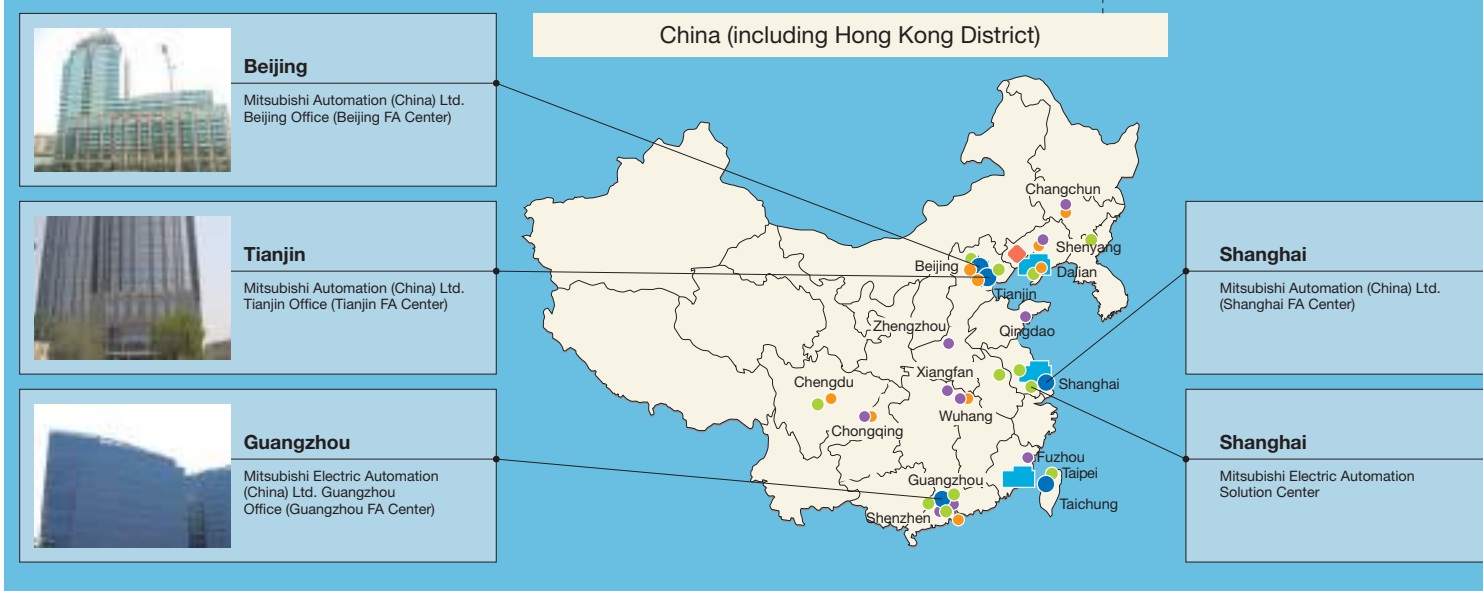 China (including Hong Kong District)
Beijing
Mitsubishi Automation (China) Ltd.
Beijing Office (Beijing FA Center)
Tianjin
Mitsubishi Automation (China) Ltd.
Tianjin Office (Tianjin FA Center)
Guangzhou
Mitsubishi Electric Automation
(China) Ltd. Guangzhou
Office (Guangzhou FA Center)
Changchun
Shenyang
Beijing
Dalian
Tianjin
Zhengzhou
Qingdao
Xiangfan
Chengdu
Shanghai
Wuhang
Chongqing
Fuzhou
Taipei
Guangzhou
Taichung
Shenzhen
Shanghai
Mitsubishi Automation (China) Ltd.
(Shanghai FA Center)
Shanghai
Mitsubishi Electric Automation
Solution Center